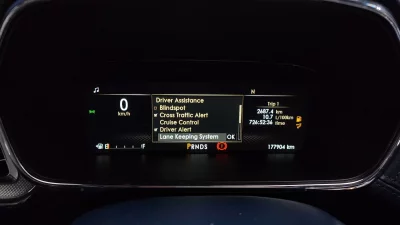 N
0
km/h
Driver Assistance
Blindspot
Cross Traffic Alert
Cruise Control
Driver Alert
Lane Keeping System OK
Trip 1
2687.4 km
10.7 L/100km
726:52:36 time
E F
PRNDS
177904 km